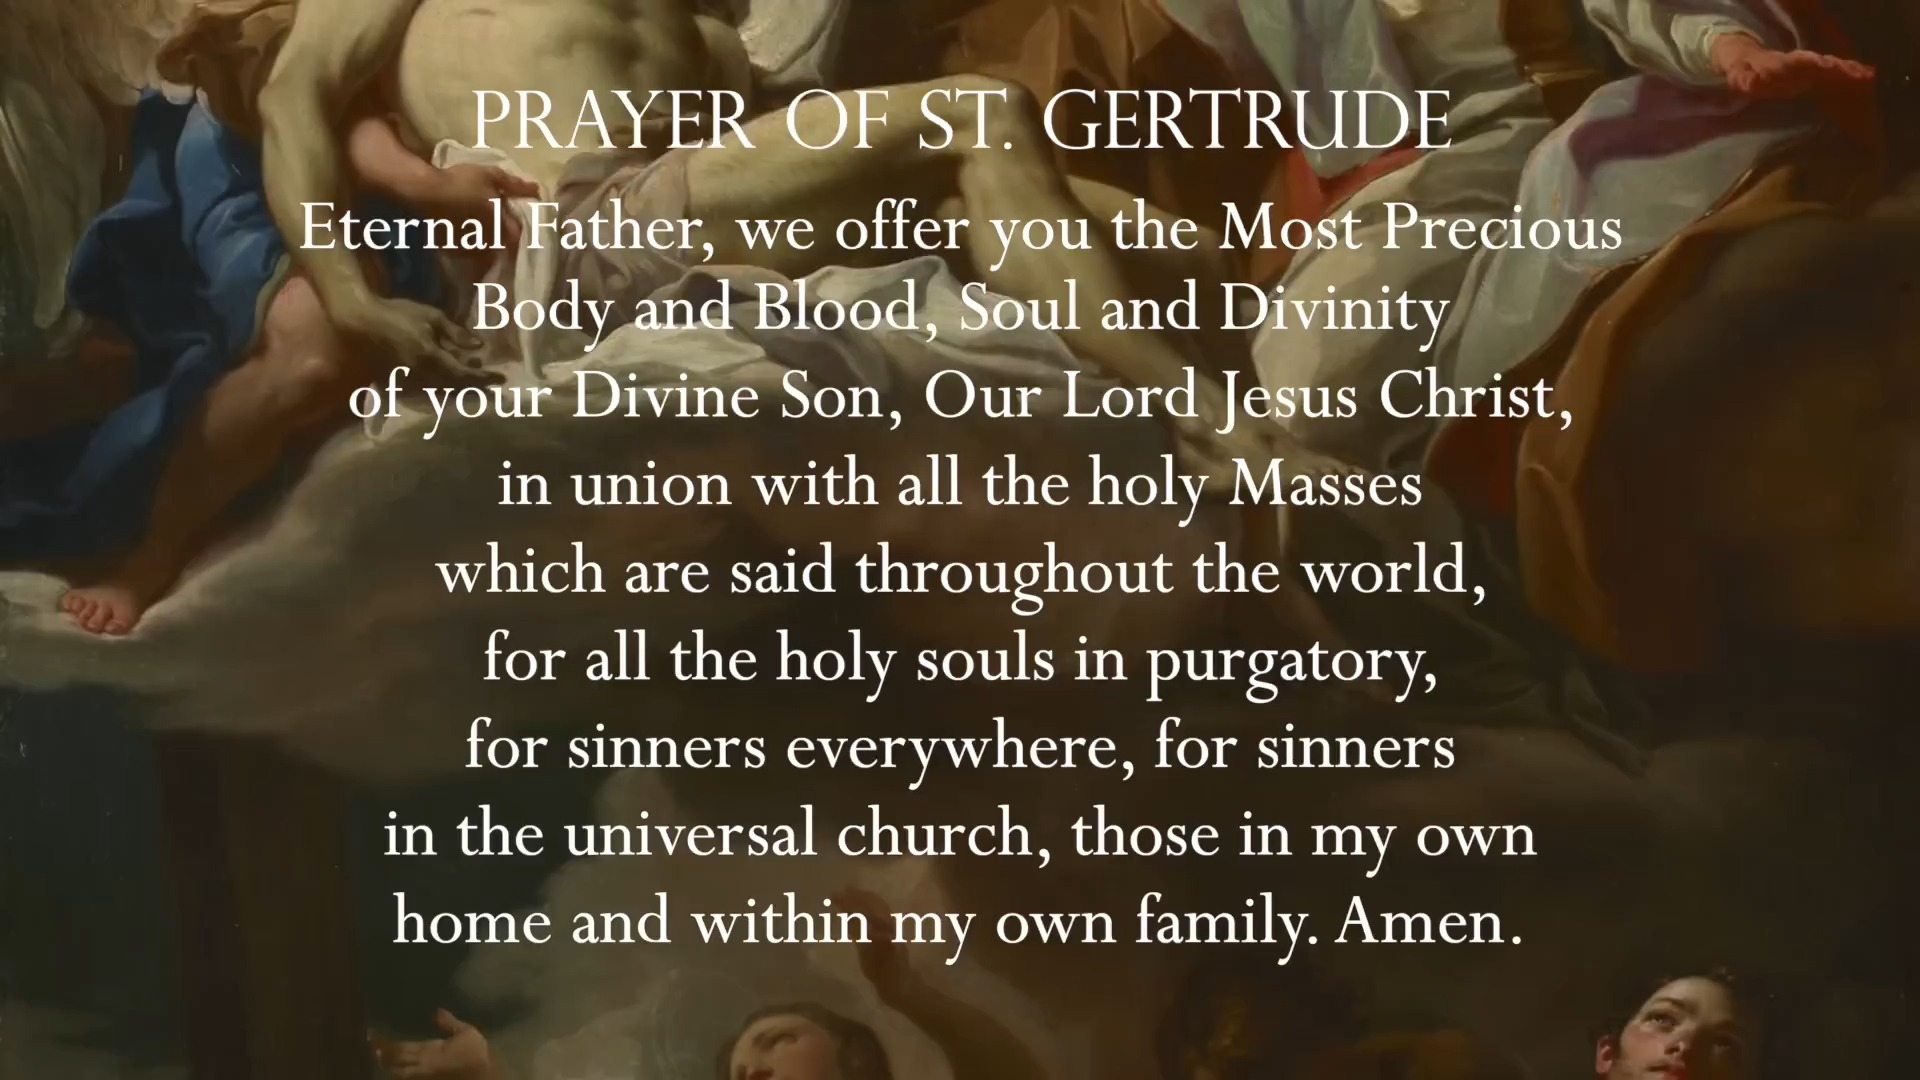 PRAYER OF ST. GERTRUDE
Eternal Father, we offer you the Most Precious
Body and Blood, Soul and Divinity
of your Divine Son, Our Lord Jesus Christ,
in union with all the holy Masses
which are said throughout the world,
for all the holy souls in purgatory,
for sinners everywhere, for sinners
in the universal church, those in my own
home and within my own family. Amen.